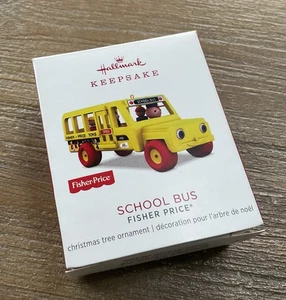 Hallmark
KEEPSAKE
Fisher-Price
SCHOOL BUS
FISHER PRICE®
christmas tree ornament | décoration pour l'arbre de noël